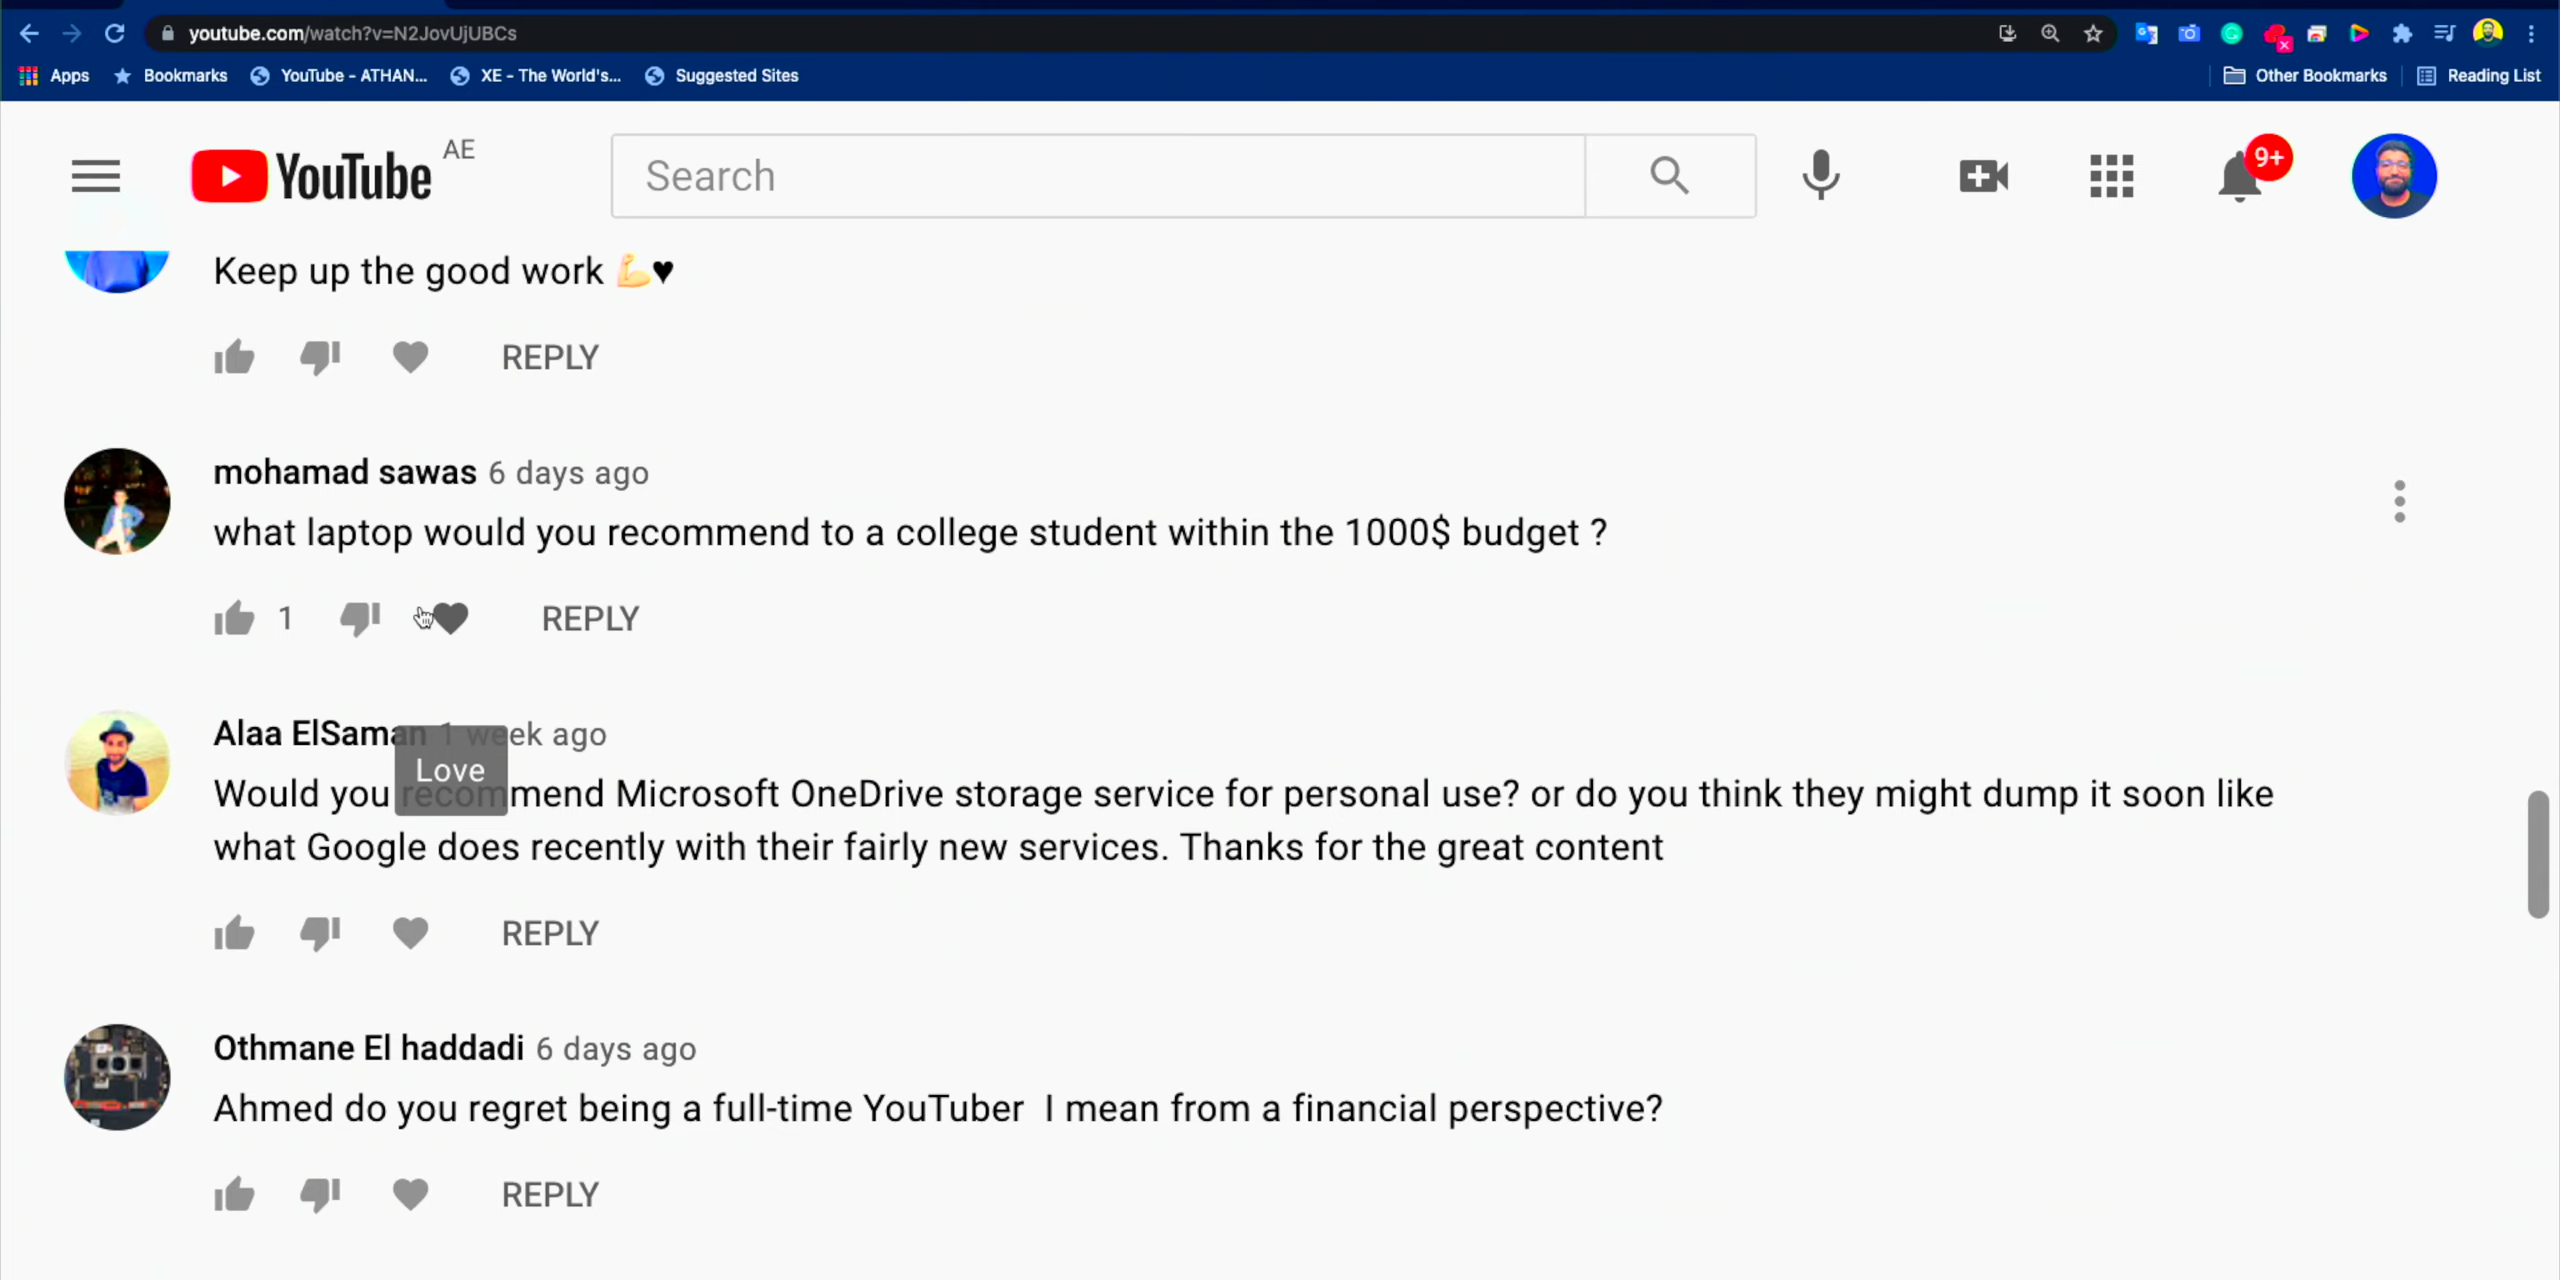 youtube.com/watch?v=N2JovUjUBCs
Apps Bookmarks YouTube - ATHAN... XE - The World's... Suggested Sites Other Bookmarks Reading List
YouTube AE Search 9+
Keep up the good work 💪♥
REPLY
mohamad sawas 6 days ago
what laptop would you recommend to a college student within the 1000$ budget ?
1 REPLY
Alaa ElSaman 1 week ago
Love
Would you recommend Microsoft OneDrive storage service for personal use? or do you think they might dump it soon like
what Google does recently with their fairly new services. Thanks for the great content
REPLY
Othmane El haddadi 6 days ago
Ahmed do you regret being a full-time YouTuber  I mean from a financial perspective?
REPLY